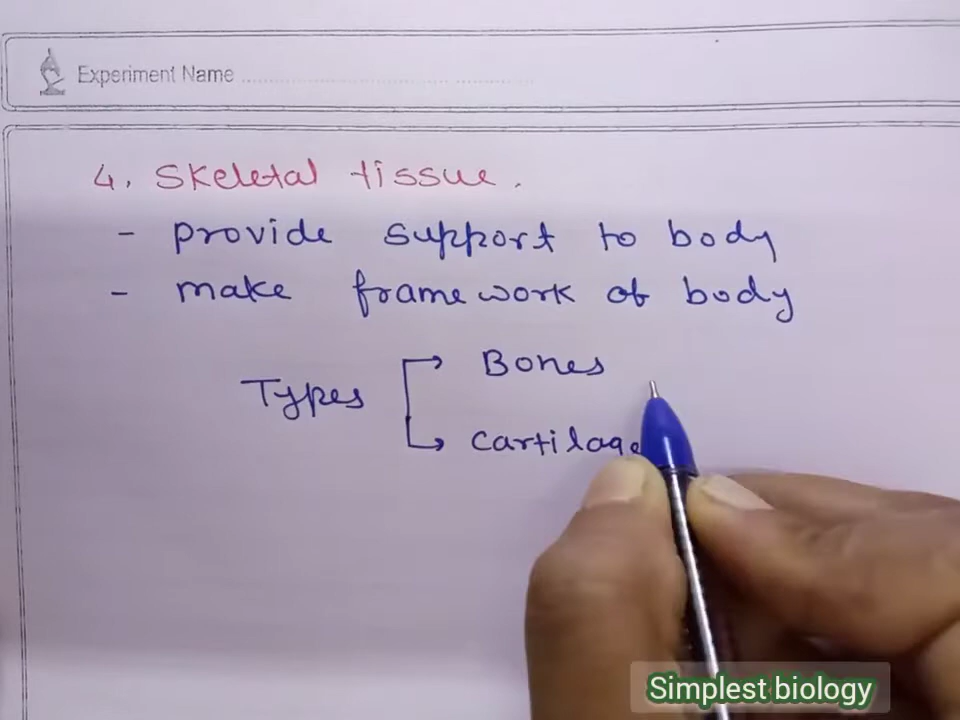 Experiment Name
4. Skeletal tissue.
- provide support to body
- make framework of body
Types
Bones
cartilage
Simplest biology